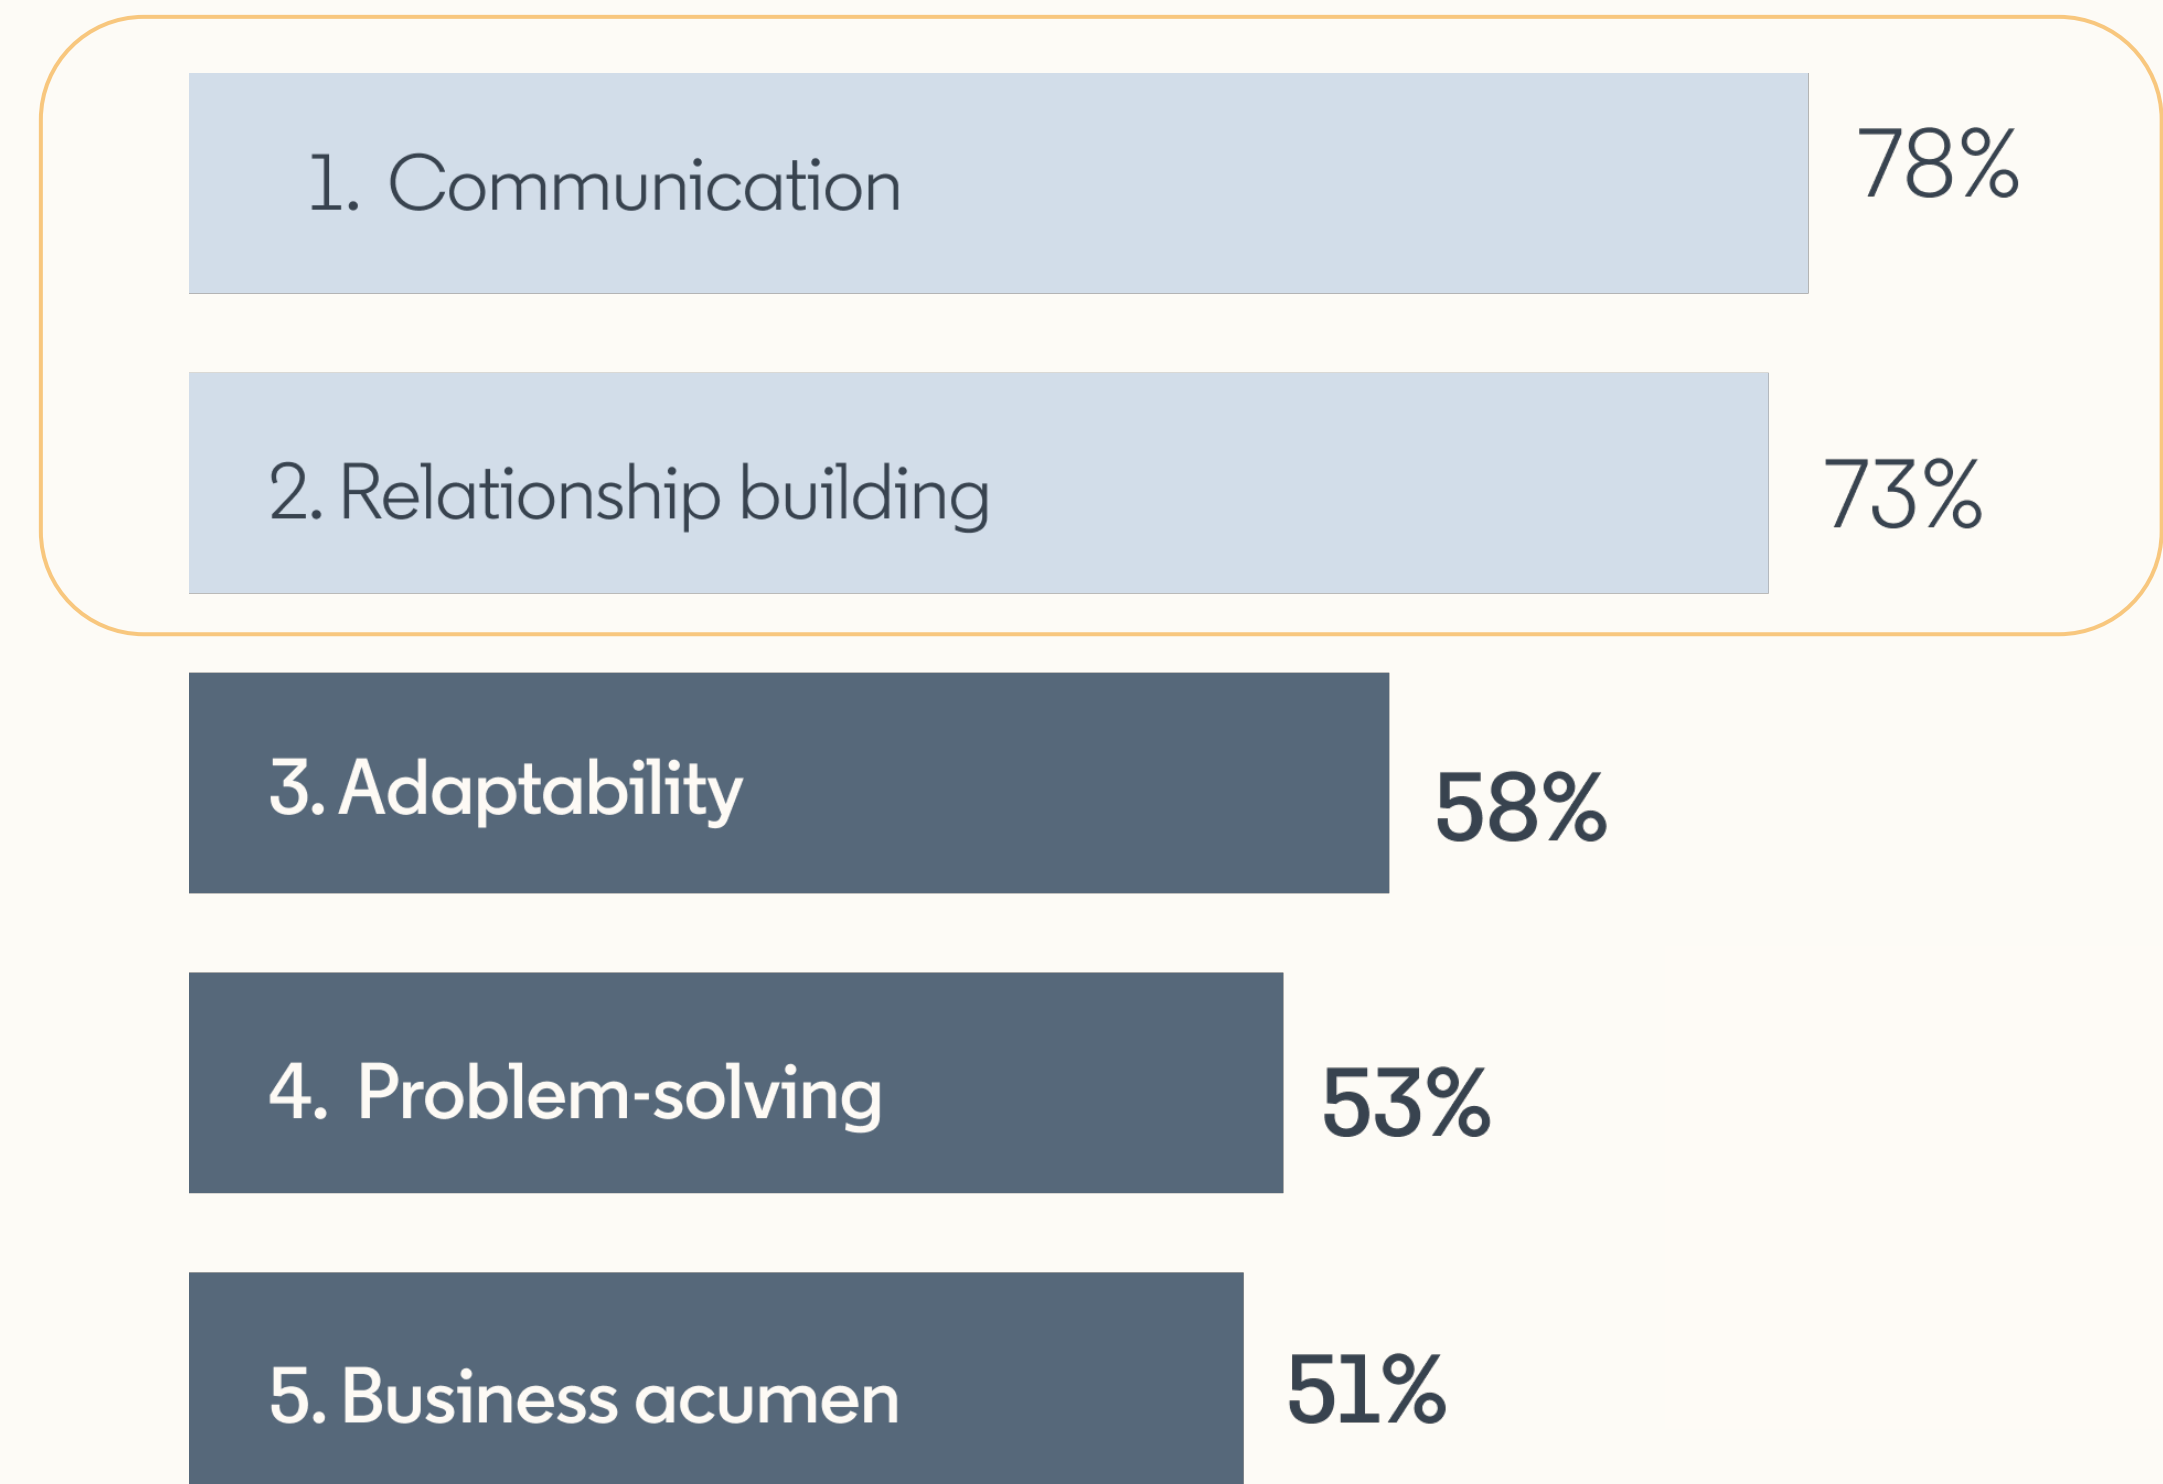 1. Communication 78%
2. Relationship building 73%
3. Adaptability 58%
4. Problem-solving 53%
5. Business acumen 51%